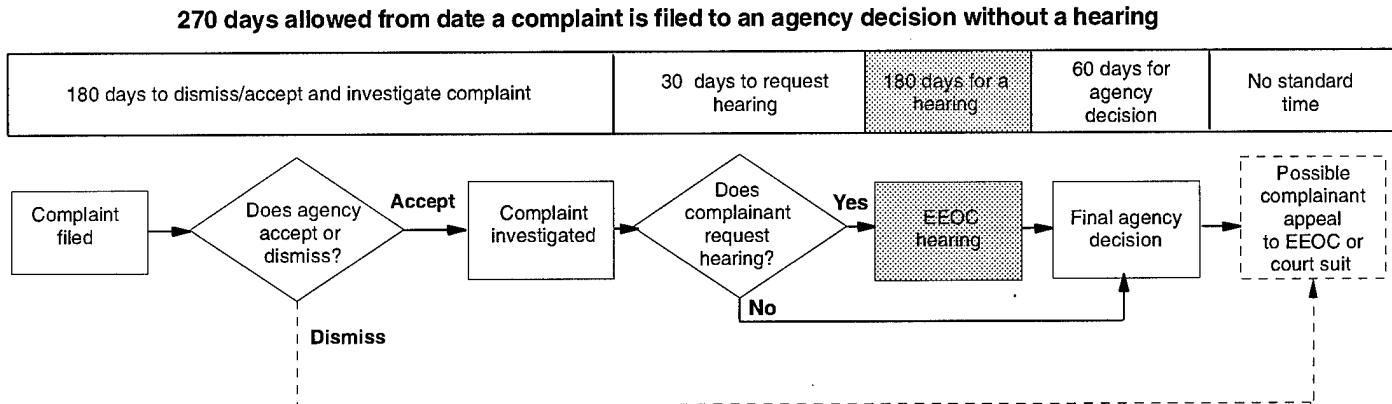 270 days allowed from date a complaint is filed to an agency decision without a hearing
180 days to dismiss/accept and investigate complaint
30 days to request
hearing
180 days for a
hearing
60 days for
agency
decision
No standard
time
Complaint
filed
Does agency
accept or
dismiss?
Accept
Complaint
investigated
Does
complainant
request
hearing?
Yes
EEOC
hearing
Final agency
decision
Possible
complainant
appeal
to EEOC or
court suit
No
Dismiss